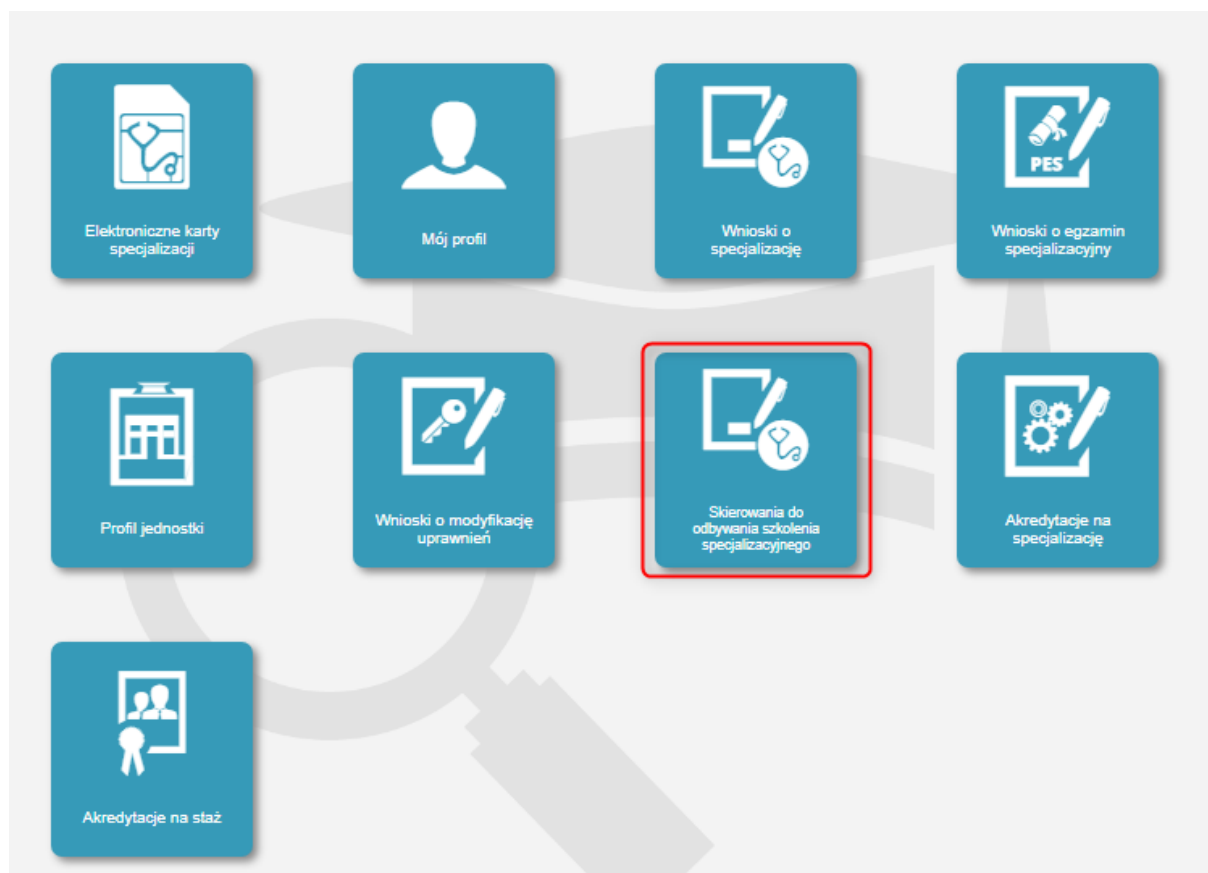 Elektroniczne karty
specjalizacji
Mój profil
Wnioski o
specjalizację
PES
Wnioski o egzamin
specjalizacyjny
Profil jednostki
Wnioski o modyfikację
uprawnień
Skierowania do
odbywania szkolenia
specjalizacyjnego
Akredytacje na
specjalizację
Akredytacje na staż